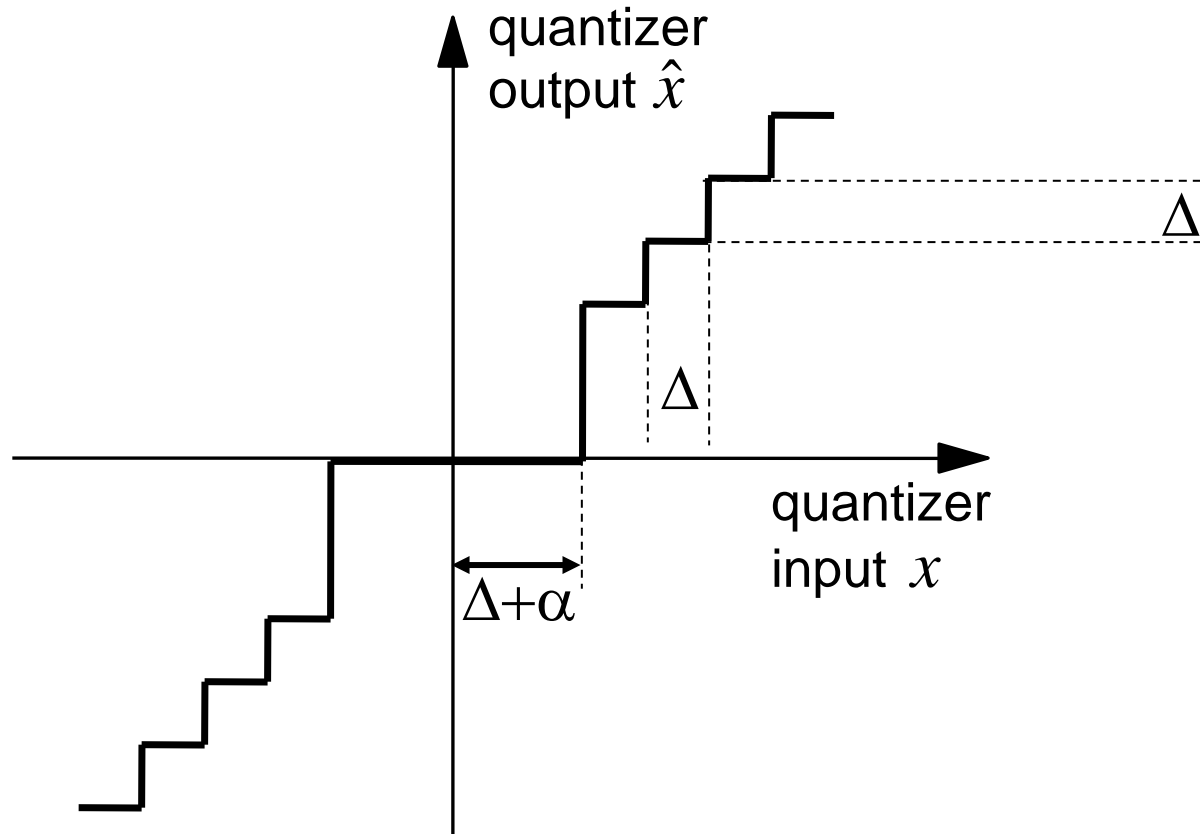 quantizer
output x̂
Δ
Δ
Δ+α
quantizer
input x